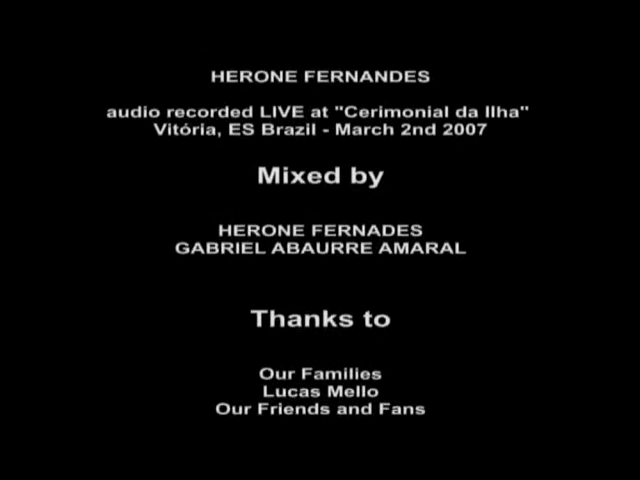 HERONE FERNANDES
audio recorded LIVE at "Cerimonial da Ilha"
Vitória, ES Brazil - March 2nd 2007
Mixed by
HERONE FERNADES
GABRIEL ABAURRE AMARAL
Thanks to
Our Families
Lucas Mello
Our Friends and Fans